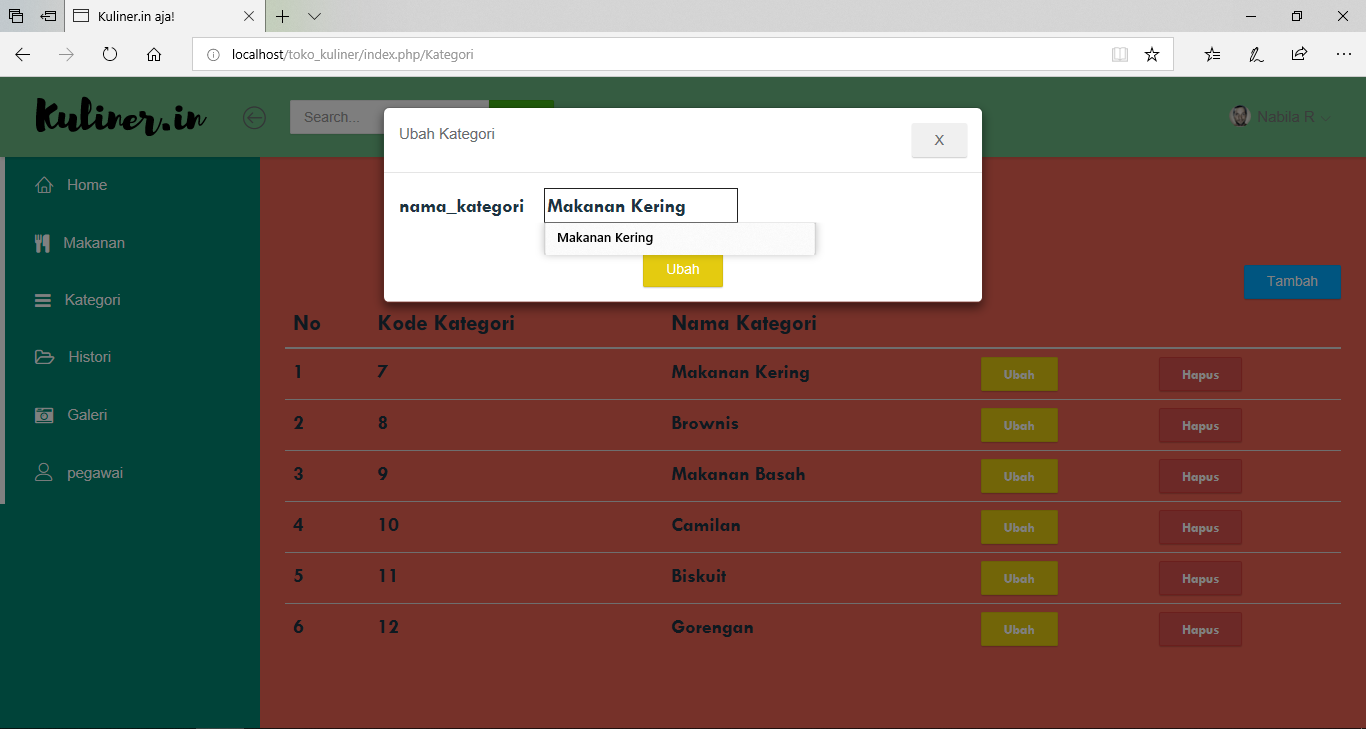 Kuliner.in aja!
localhost/toko_kuliner/index.php/Kategori
Kuliner.in
Search...
Nabila R
Ubah Kategori
X
nama_kategori Makanan Kering
Makanan Kering
Ubah
Home
Makanan
Kategori
Histori
Galeri
pegawai
Tambah
No Kode Kategori Nama Kategori
1 7 Makanan Kering Ubah Hapus
2 8 Brownis Ubah Hapus
3 9 Makanan Basah Ubah Hapus
4 10 Camilan Ubah Hapus
5 11 Biskuit Ubah Hapus
6 12 Gorengan Ubah Hapus